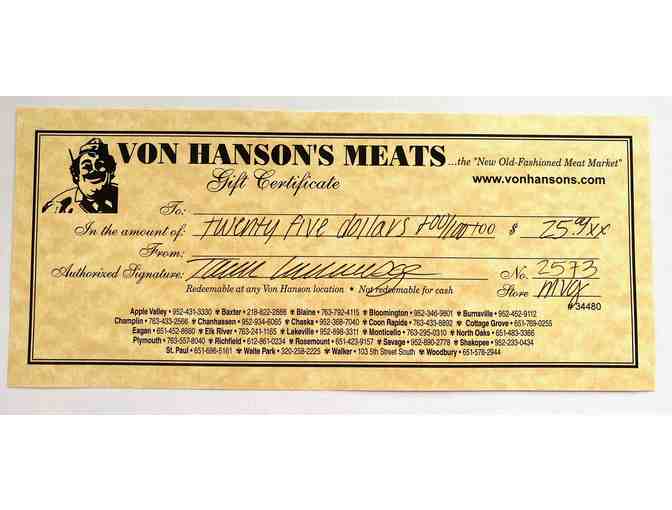 VON HANSON'S MEATS ...the "New Old-Fashioned Meat Market"
Gift Certificate www.vonhansons.com
To:
In the amount of: Twenty five dollars +00/100+00 $ 25.00xx
From:
Authorized Signature: No. 2573
Redeemable at any Von Hanson location • Not redeemable for cash Store MVG
#34480
Apple Valley • 952-431-3330 Baxter • 218-822-2888 Blaine • 763-792-4115 Bloomington • 952-346-9801 Burnsville • 952-462-9112
Champlin • 763-433-2566 Chanhassen • 952-934-6065 Chaska • 952-368-7040 Coon Rapids • 763-433-8892 Cottage Grove • 651-769-0255
Eagan • 651-452-8680 Elk River • 763-241-1165 Lakeville • 952-898-3311 Monticello • 763-295-0310 North Oaks • 651-483-3366
Plymouth • 763-557-8040 Richfield • 612-861-0234 Rosemount • 651-423-9157 Savage • 952-890-2778 Shakopee • 952-233-0434
St. Paul • 651-696-5161 Waite Park • 320-258-2225 Walker • 103 5th Street South Woodbury • 651-578-2944